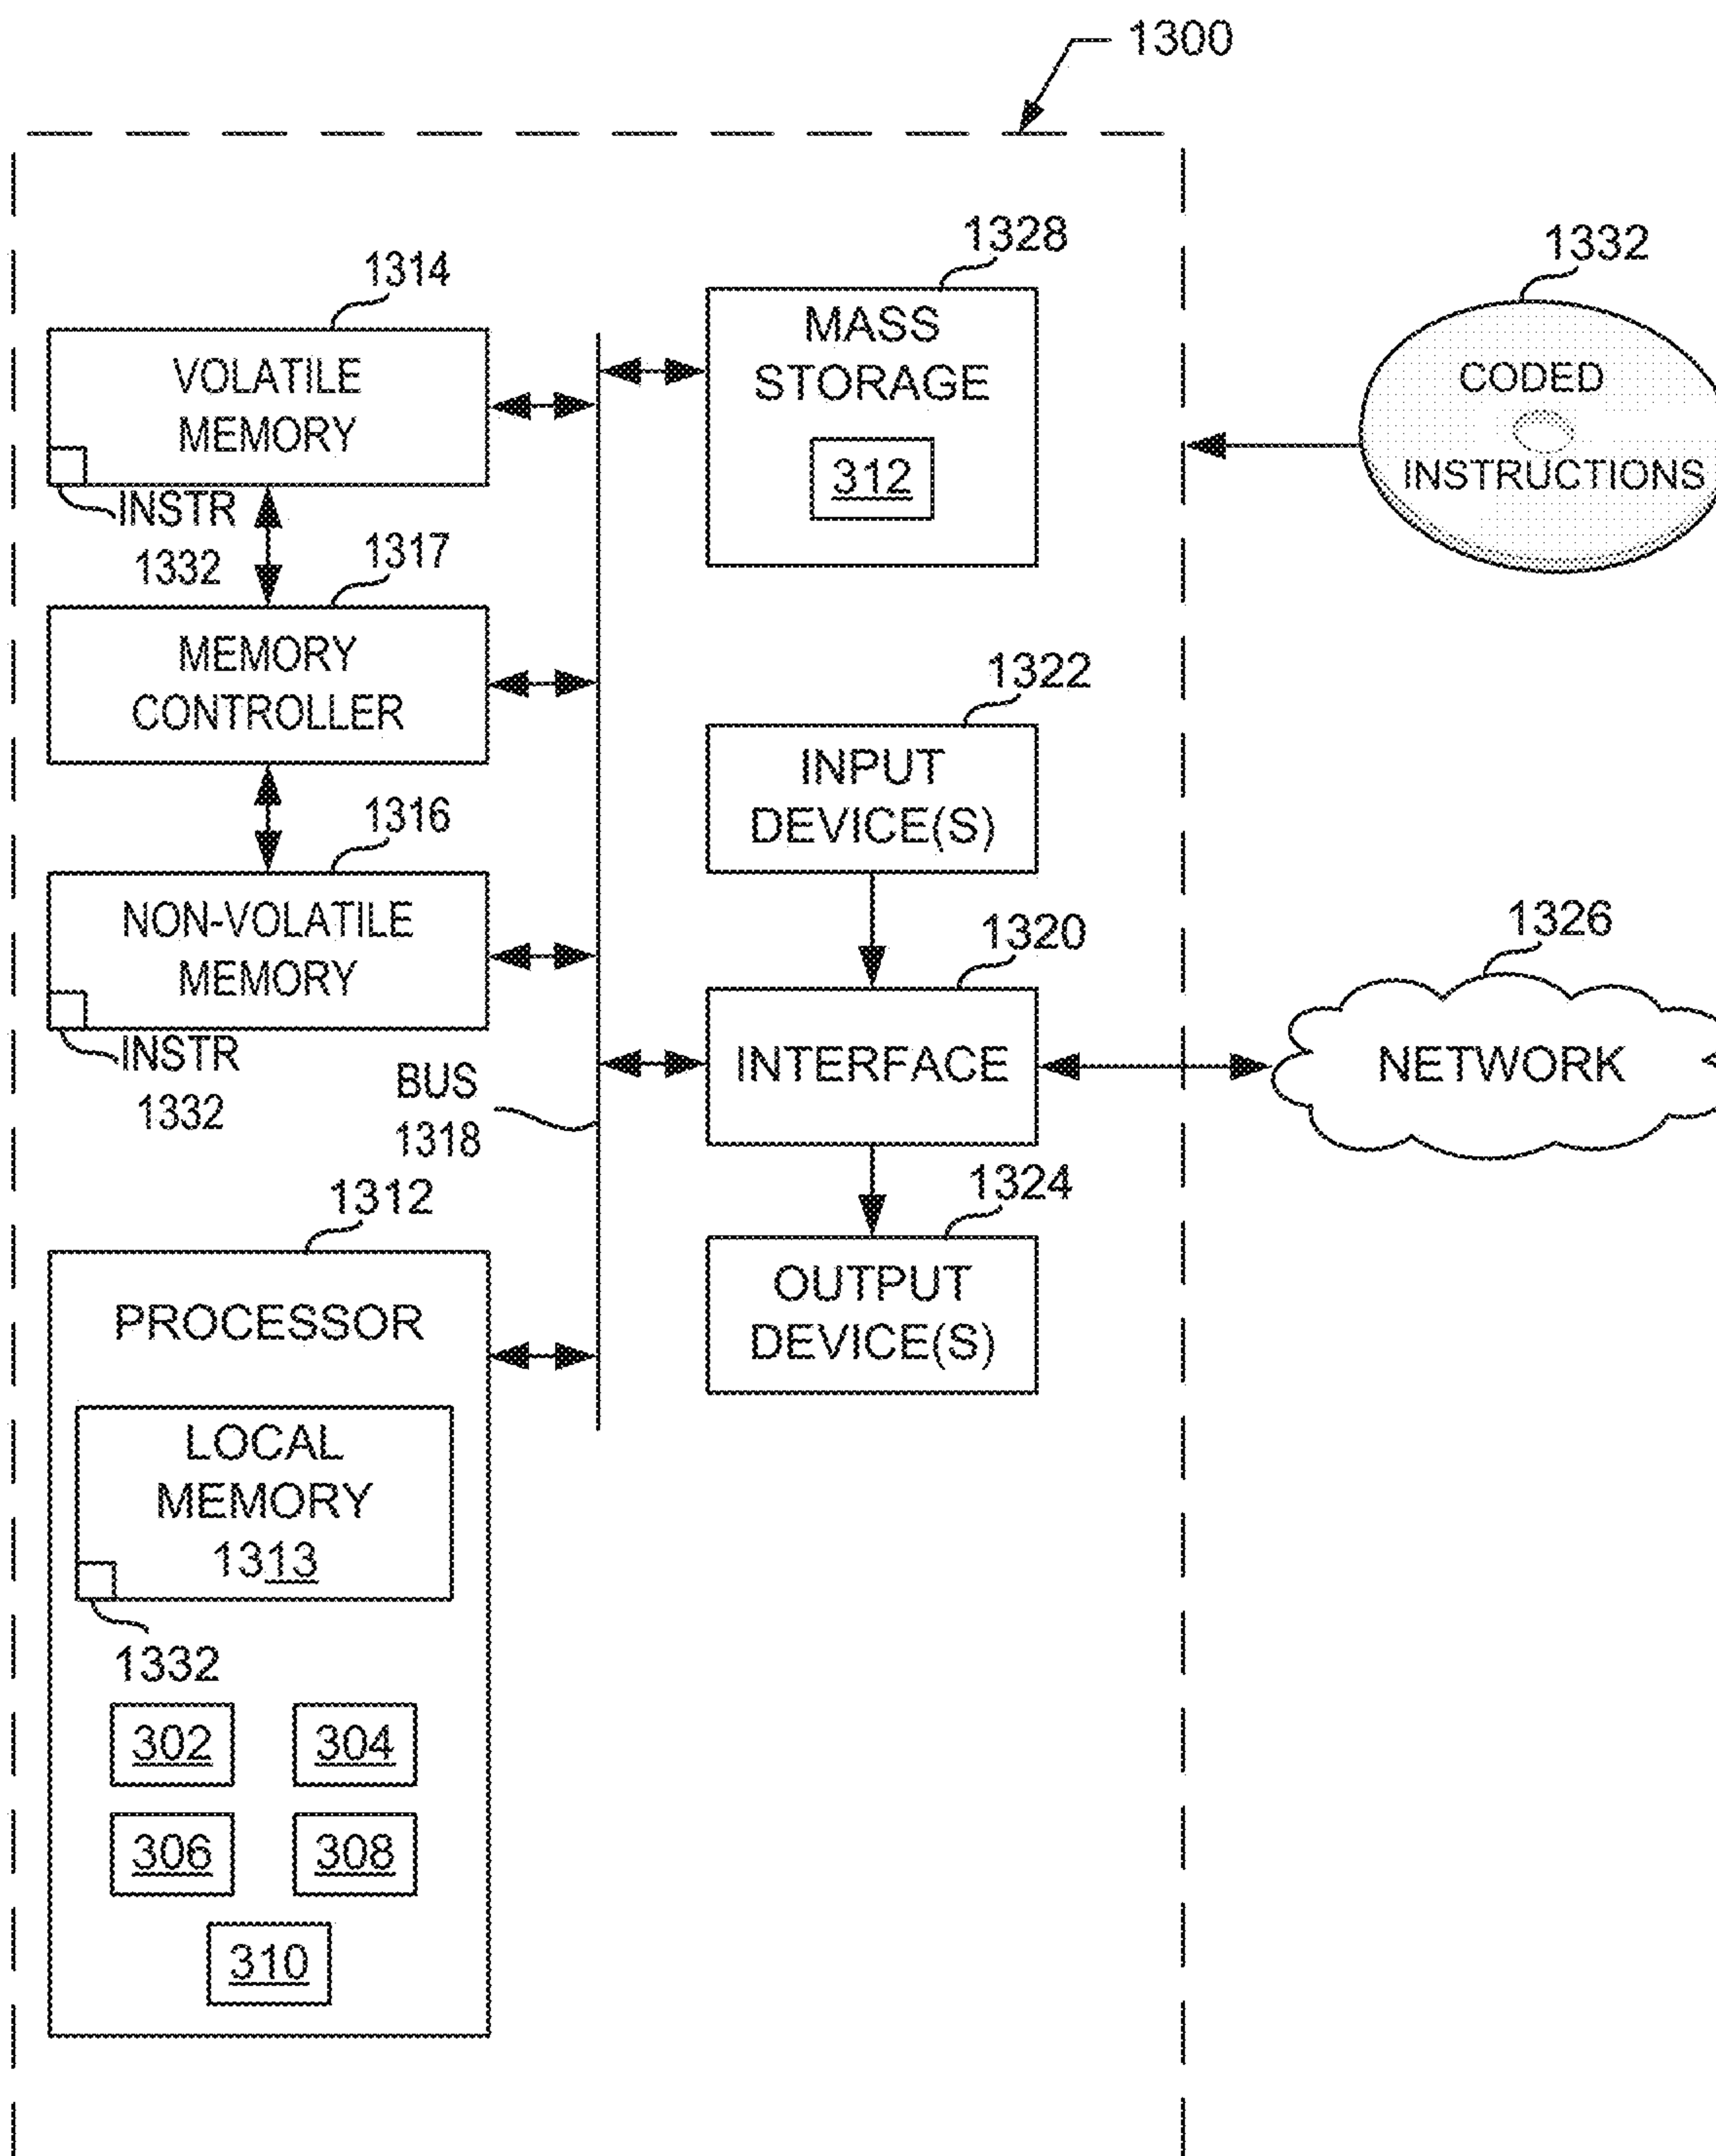 1300
1328
1332
1314
MASS
STORAGE
312
VOLATILE
MEMORY
CODED
INSTRUCTIONS
INSTR
1332
1317
MEMORY
CONTROLLER
1322
INPUT
DEVICE(S)
1316
NON-VOLATILE
MEMORY
1320
1326
INSTR
1332
BUS
1318
INTERFACE
NETWORK
1312
1324
PROCESSOR
OUTPUT
DEVICE(S)
LOCAL
MEMORY
1313
1332
302
304
306
308
310